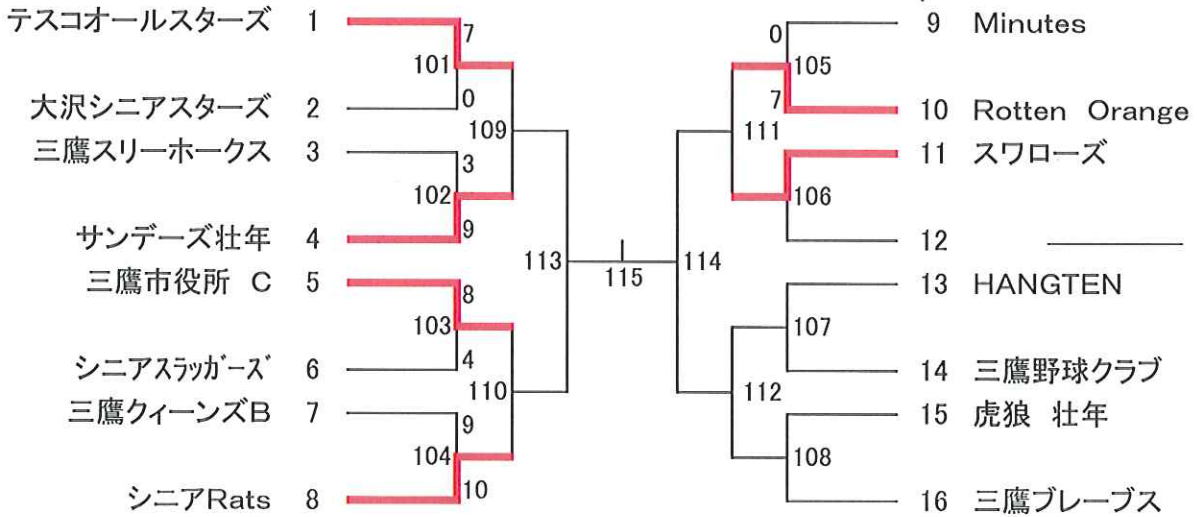 テスコオールスターズ 1
7
101
0
大沢シニアスターズ 2
109
三鷹スリーホークス 3
3
102
9
サンデーズ壮年 4
113
三鷹市役所 C 5
8
103
4
シニアスラッガーズ 6
110
三鷹クィーンズB 7
9
104
10
シニアRats 8
115
0
9 Minutes
105
7
10 Rotten Orange
111
11 スワローズ
106
12
114
13 HANGTEN
107
14 三鷹野球クラブ
112
15 虎狼 壮年
108
16 三鷹ブレーブス